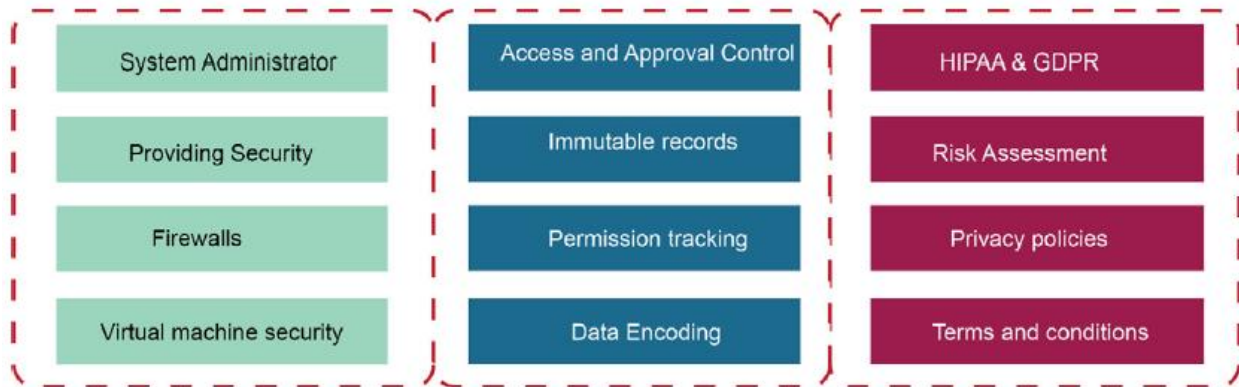 System Administrator
Providing Security
Firewalls
Virtual machine security
Access and Approval Control
Immutable records
Permission tracking
Data Encoding
HIPAA & GDPR
Risk Assessment
Privacy policies
Terms and conditions